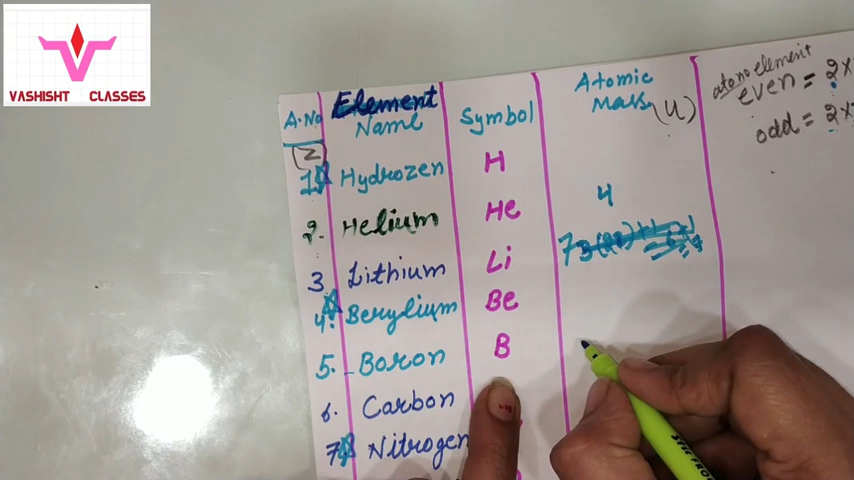 VASHISHT CLASSES
A.No Element Name Symbol Atomic Mass (U)
Z
1. Hydrozen H
2. Helium He 4
3 Lithium Li 7
4. Berylium Be
5. Boron B
6. Carbon
7. Nitrogen
element
even = 2x
odd = 2x